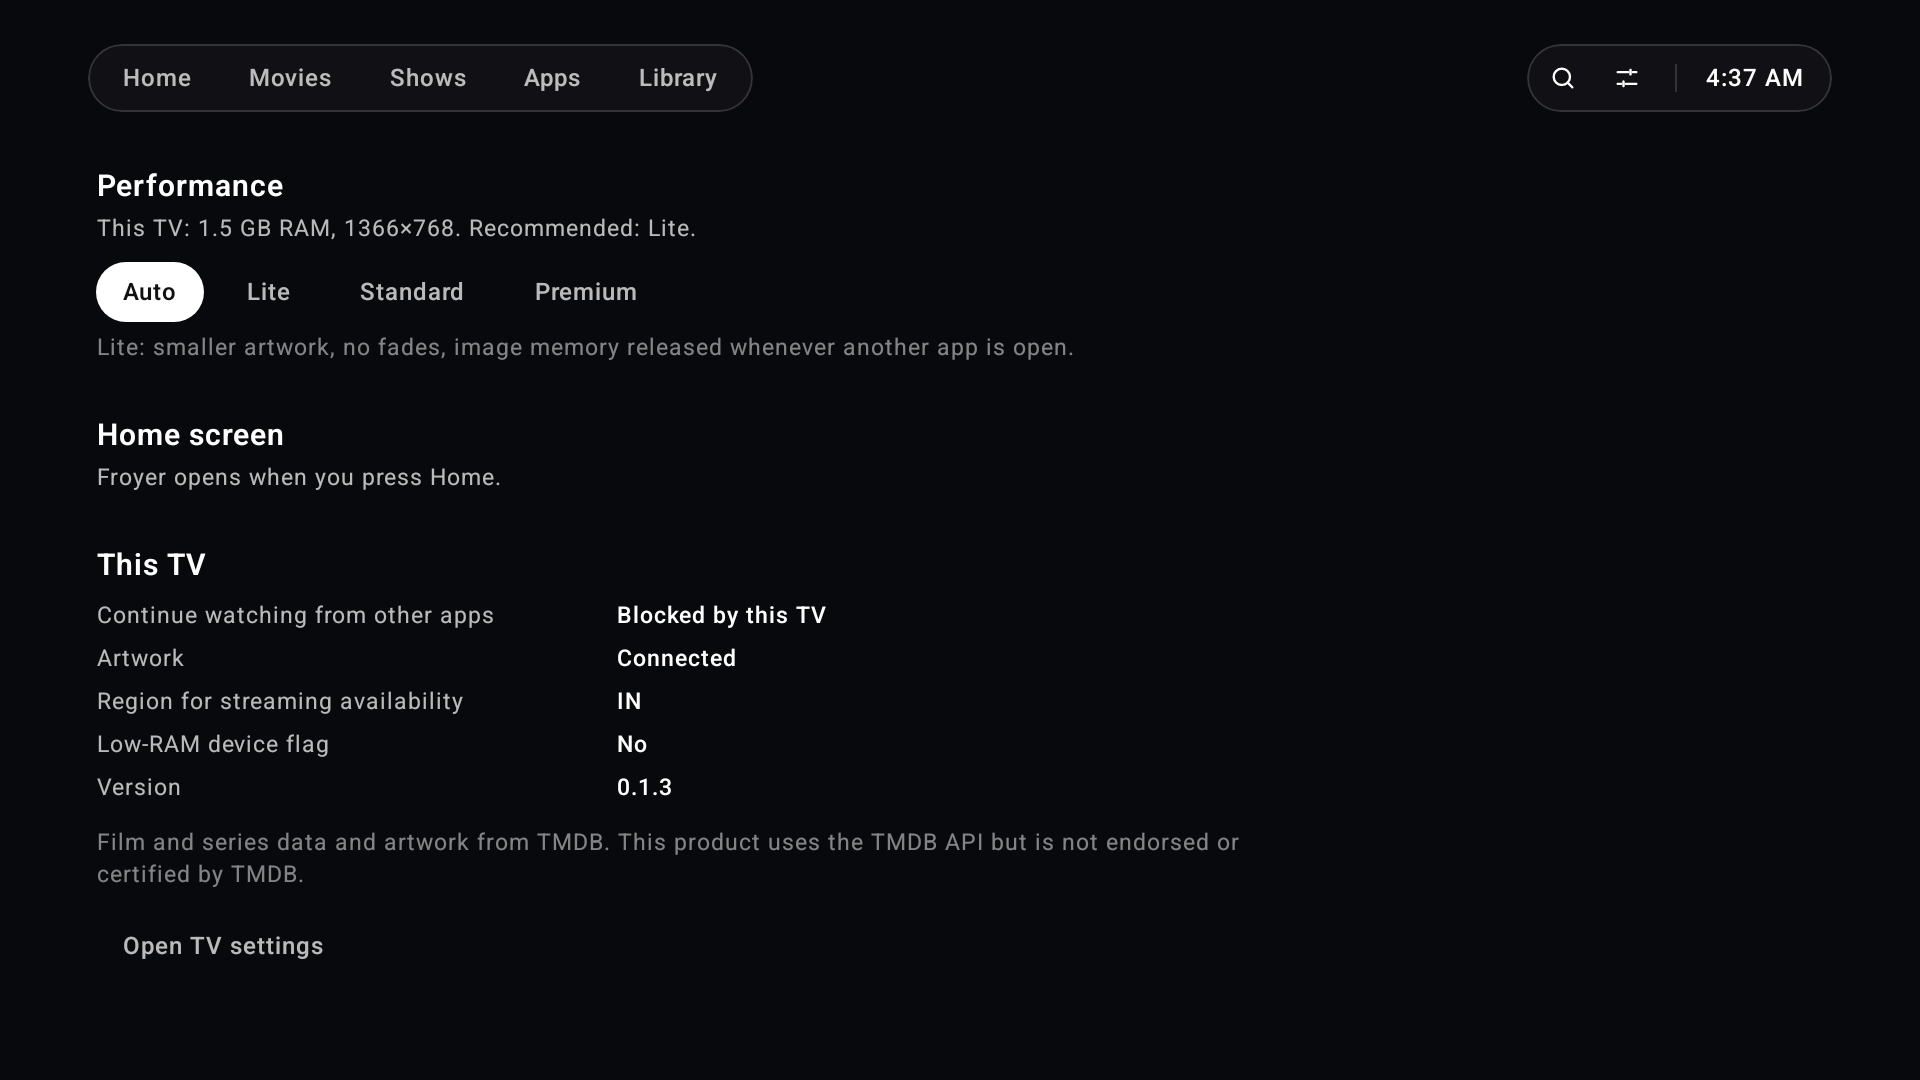 Home Movies Shows Apps Library 4:37 AM
Performance
This TV: 1.5 GB RAM, 1366×768. Recommended: Lite.
Auto Lite Standard Premium
Lite: smaller artwork, no fades, image memory released whenever another app is open.
Home screen
Froyer opens when you press Home.
This TV
Continue watching from other apps Blocked by this TV
Artwork Connected
Region for streaming availability IN
Low-RAM device flag No
Version 0.1.3
Film and series data and artwork from TMDB. This product uses the TMDB API but is not endorsed or
certified by TMDB.
Open TV settings